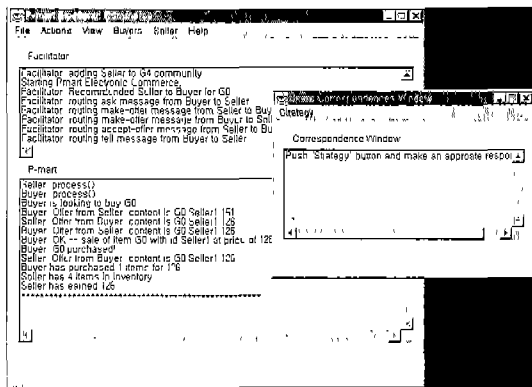 File Actions View Buyers Seller Help
Facilitator
Facilitator adding Seller to G4 community
Starting Pmart Electronic Commerce
Facilitator Recommended Seller to Buyer for G0
Facilitator routing ask message from Buyer to Seller
Facilitator routing make-offer message from Seller to Buy
Facilitator routing make-offer message from Buyer to Sell
Facilitator routing accept-offer message from Seller to Bu
Facilitator routing tell message from Buyer to Seller
P-mart
Seller process()
Buyer process()
Buyer is looking to buy G0
Buyer Offer from Seller content is G0 Seller1 151
Seller Offer from Buyer content is G0 Seller1 126
Buyer Offer from Seller content is G0 Seller1 126
Buyer OK -- sale of item G0 with id Seller1 at price of 126
Buyer G0 purchased!
Seller Offer from Buyer content is G0 Seller1 126
Buyer has purchased 1 items for 126
Seller has 4 items in inventory
Seller has earned 126
Correspondence Window
Strategy
Correspondence Window
Push 'Strategy' button and make an approate respor